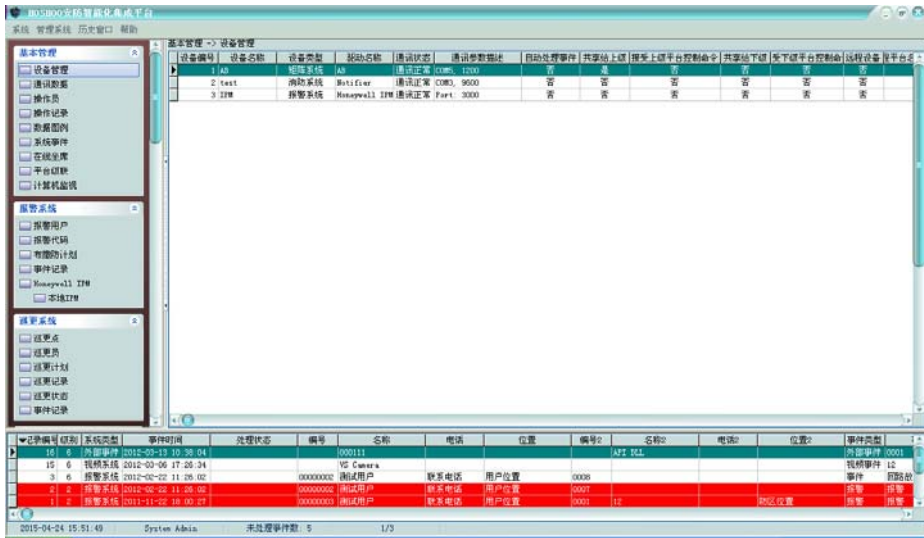 HOSHOO安防智能化集成平台
系统 管理系统 历史窗口 帮助
基本管理
设备管理
通讯数据
操作员
操作记录
数据图例
系统事件
在线坐席
平台级联
计算机监视
报警系统
报警用户
报警代码
布撤防计划
事件记录
Honeywell IPM
本地IPM
巡更系统
巡更点
巡更员
巡更计划
巡更记录
巡更状态
事件记录
基本管理 -> 设备管理
设备编号 设备名称 设备类型 驱动名称 通讯状态 通讯参数描述 自动处理事件 共享给上级 接受上级平台控制命令 共享给下级 受下级平台控制命 远程设备
1 AD 矩阵系统 AD 通讯正常 COM5, 1200 否 是 否 否 否 否
2 test 消防系统 Notifier 通讯正常 COM3, 9600 否 否 否 否 否 否
3 IPM 报警系统 Honeywell IPM 通讯正常 Port: 3000 否 否 否 否 否 否
记录编号 级别 系统类型 事件时间 处理状态 编号 名称 电话 位置 编号2 名称2 电话2 位置2 事件类型
16 6 外部事件 2012-03-13 10:38:04 000111 API DLL 外部事件 0001
15 6 视频系统 2012-03-06 17:26:34 VS Camera 视频事件 12
3 6 报警系统 2012-02-22 11:26:02 00000002 测试用户 联系电话 用户位置 0008 事件 回路故
2 2 报警系统 2012-02-22 11:26:02 00000002 测试用户 联系电话 用户位置 0007 报警 报警
1 2 报警系统 2011-11-22 18:00:27 00000003 测试用户 联系电话 用户位置 0001 12 防区位置 报警 报警
2015-04-24 15:51:49 System Admin 未处理事件数: 5 1/3